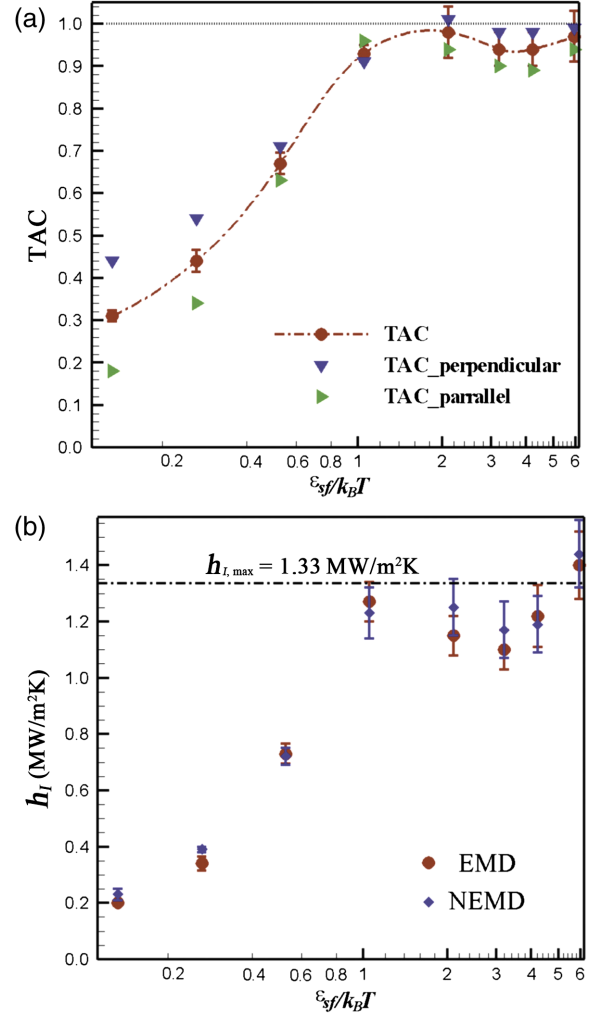 (a)
1.0
0.9
0.8
0.7
0.6
0.5
0.4
0.3
0.2
0.1
0.0
TAC
TAC
TAC_perpendicular
TAC_parrallel
0.2 0.4 0.6 0.8 1 2 3 4 5 6
εsf/kBT
(b)
1.4
1.2
1.0
0.8
0.6
0.4
0.2
0.0
hI (MW/m²K)
hI, max = 1.33 MW/m²K
EMD
NEMD
0.2 0.4 0.6 0.8 1 2 3 4 5 6
εsf/kBT